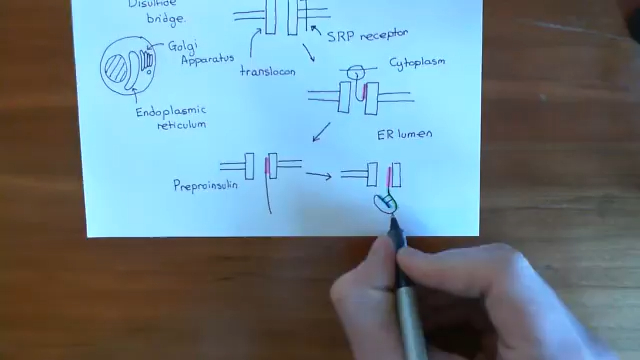 Disulfide
bridge.
SRP receptor
Golgi
Apparatus
translocon
Cytoplasm
Endoplasmic
reticulum
ER lumen
Preproinsulin